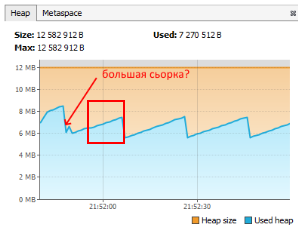 Heap Metaspace
Size: 12 582 912 B Used: 7 270 512 B
Max: 12 582 912 B
12 MB
большая сьорка?
10 MB
8 MB
6 MB
4 MB
2 MB
0 MB
21:52:00 21:52:30
Heap size Used heap